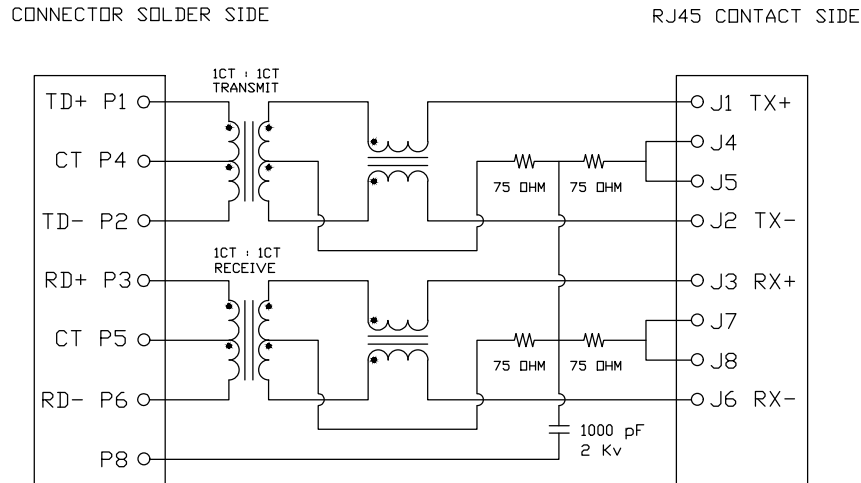 CONNECTOR SOLDER SIDE
RJ45 CONTACT SIDE
1CT : 1CT
TRANSMIT
TD+ P1
J1 TX+
J4
CT P4
75 OHM
75 OHM
J5
TD- P2
J2 TX-
1CT : 1CT
RECEIVE
RD+ P3
J3 RX+
J7
CT P5
75 OHM
75 OHM
J8
RD- P6
J6 RX-
1000 pF
2 Kv
P8